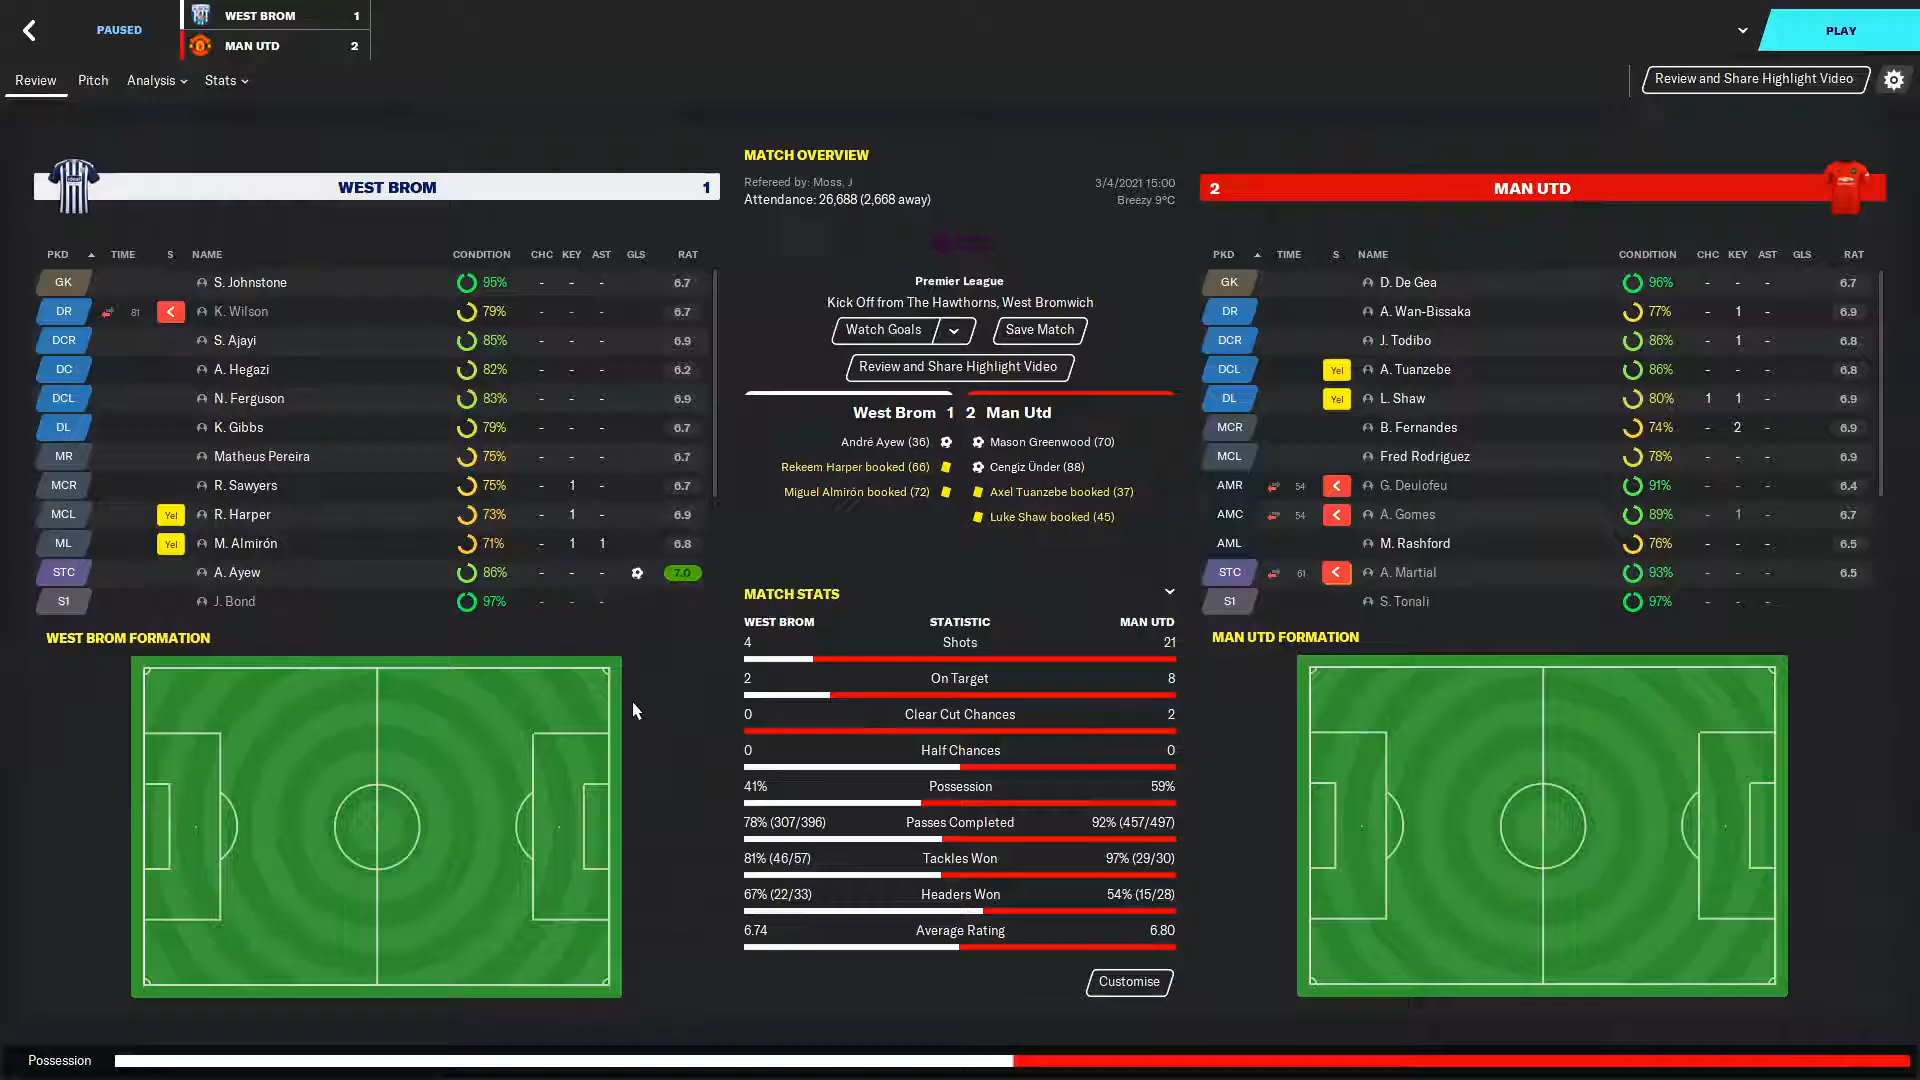 PAUSED
WEST BROM 1
MAN UTD 2
PLAY
Review Pitch Analysis Stats
Review and Share Highlight Video
WEST BROM 1
PKD TIME S NAME CONDITION CHC KEY AST GLS RAT
GK S. Johnstone 95% - - - 6.7
DR 81 K. Wilson 79% - - - 6.7
DCR S. Ajayi 85% - - - 6.9
DC A. Hegazi 82% - - - 6.2
DCL N. Ferguson 83% - - - 6.9
DL K. Gibbs 79% - - - 6.7
MR Matheus Pereira 75% - - - 6.7
MCR R. Sawyers 75% - 1 - 6.7
MCL Yel R. Harper 73% - 1 - 6.9
ML Yel M. Almirón 71% - 1 1 6.8
STC A. Ayew 86% - - - 7.0
S1 J. Bond 97% - - -
WEST BROM FORMATION
MATCH OVERVIEW
Refereed by: Moss, J 3/4/2021 15:00
Attendance: 26,688 (2,668 away) Breezy 9°C
Premier League
Kick Off from The Hawthorns, West Bromwich
Watch Goals Save Match
Review and Share Highlight Video
West Brom 1 2 Man Utd
André Ayew (36) Mason Greenwood (70)
Rekeem Harper booked (66) Cengiz Ünder (88)
Miguel Almirón booked (72) Axel Tuanzebe booked (37)
Luke Shaw booked (45)
MATCH STATS
WEST BROM STATISTIC MAN UTD
4 Shots 21
2 On Target 8
0 Clear Cut Chances 2
0 Half Chances 0
41% Possession 59%
78% (307/396) Passes Completed 92% (457/497)
81% (46/57) Tackles Won 97% (29/30)
67% (22/33) Headers Won 54% (15/28)
6.74 Average Rating 6.80
Customise
2 MAN UTD
PKD TIME S NAME CONDITION CHC KEY AST GLS RAT
GK D. De Gea 96% - - - 6.7
DR A. Wan-Bissaka 77% - 1 - 6.9
DCR J. Todibo 86% - 1 - 6.8
DCL Yel A. Tuanzebe 86% - - - 6.8
DL Yel L. Shaw 80% 1 1 - 6.9
MCR B. Fernandes 74% - 2 - 6.9
MCL Fred Rodriguez 78% - - - 6.9
AMR 54 G. Deulofeu 91% - - - 6.4
AMC 54 A. Gomes 89% - 1 - 6.7
AML M. Rashford 76% - - - 6.5
STC 61 A. Martial 93% - - - 6.5
S1 S. Tonali 97% - - -
MAN UTD FORMATION
Possession